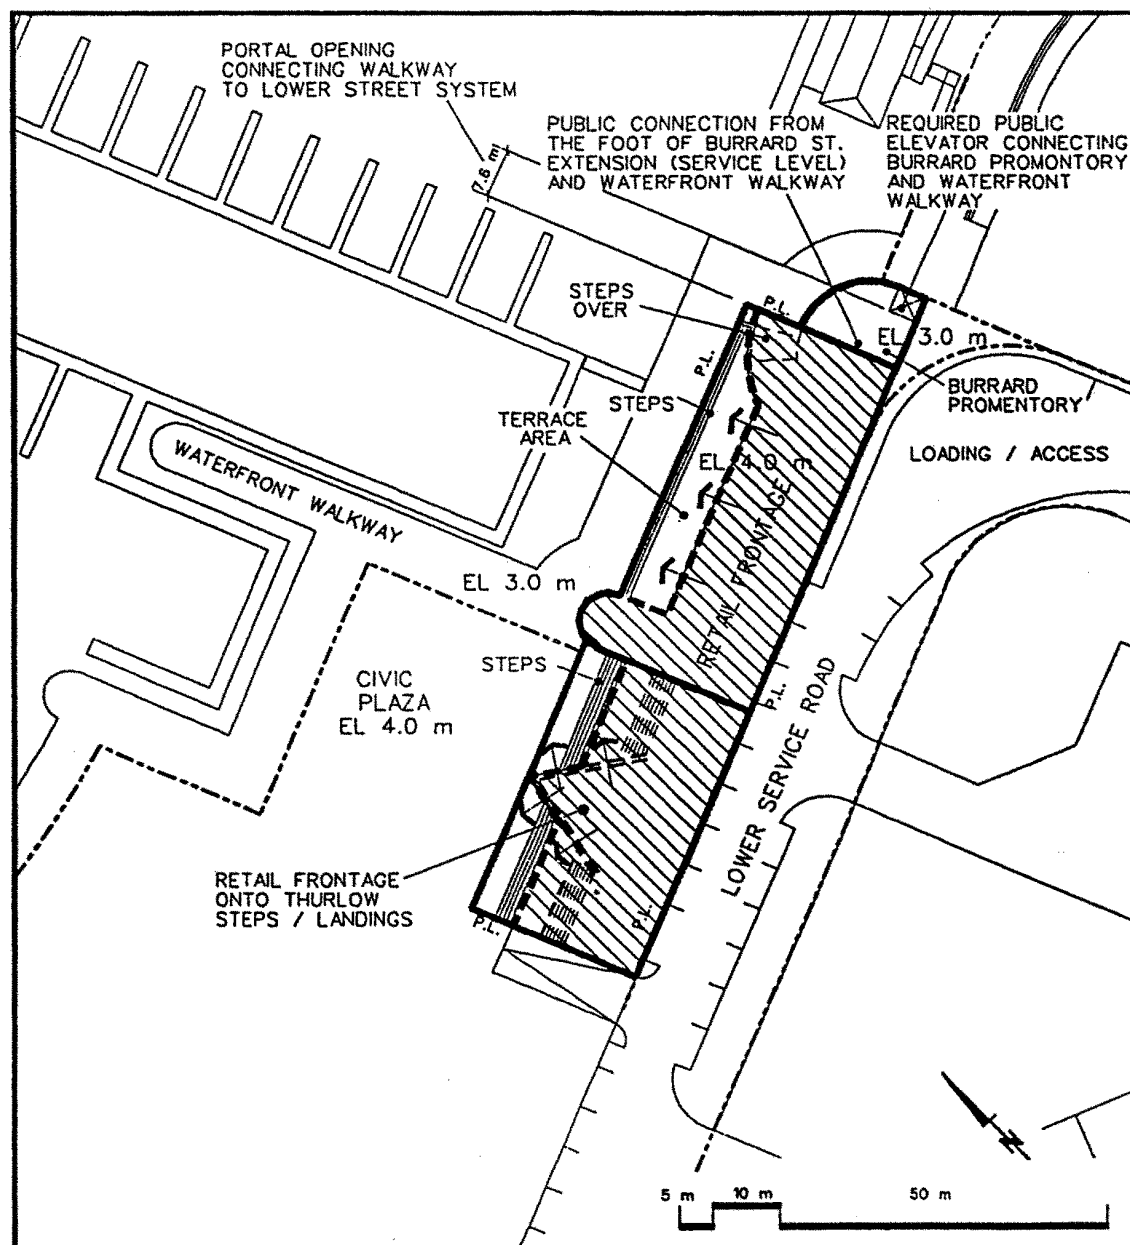 PORTAL OPENING
CONNECTING WALKWAY
TO LOWER STREET SYSTEM
7.6 m
PUBLIC CONNECTION FROM
THE FOOT OF BURRARD ST.
EXTENSION (SERVICE LEVEL)
AND WATERFRONT WALKWAY
REQUIRED PUBLIC
ELEVATOR CONNECTING
BURRARD PROMONTORY
AND WATERFRONT
WALKWAY
STEPS
OVER
P.L.
EL 3.0 m
P.L.
BURRARD
PROMENTORY
STEPS
TERRACE
AREA
LOADING / ACCESS
EL 4.0 m
WATERFRONT WALKWAY
RETAIL FRONTAGE
EL 3.0 m
STEPS
CIVIC
PLAZA
EL 4.0 m
P.L.
LOWER SERVICE ROAD
RETAIL FRONTAGE
ONTO THURLOW
STEPS / LANDINGS
P.L.
P.L.
N
5 m 10 m 50 m